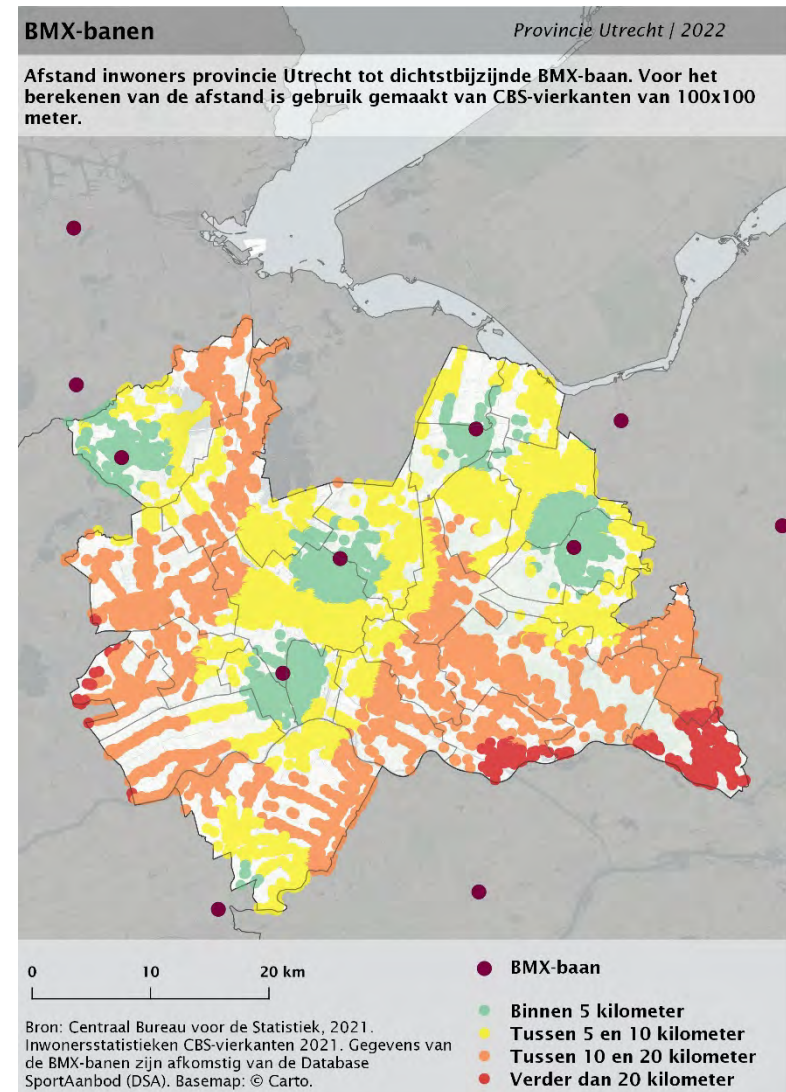 BMX-banen
Provincie Utrecht | 2022
Afstand inwoners provincie Utrecht tot dichtstbijzijnde BMX-baan. Voor het
berekenen van de afstand is gebruik gemaakt van CBS-vierkanten van 100x100
meter.
0 10 20 km
Bron: Centraal Bureau voor de Statistiek, 2021.
Inwonersstatistieken CBS-vierkanten 2021. Gegevens van
de BMX-banen zijn afkomstig van de Database
SportAanbod (DSA). Basemap: © Carto.
BMX-baan
Binnen 5 kilometer
Tussen 5 en 10 kilometer
Tussen 10 en 20 kilometer
Verder dan 20 kilometer